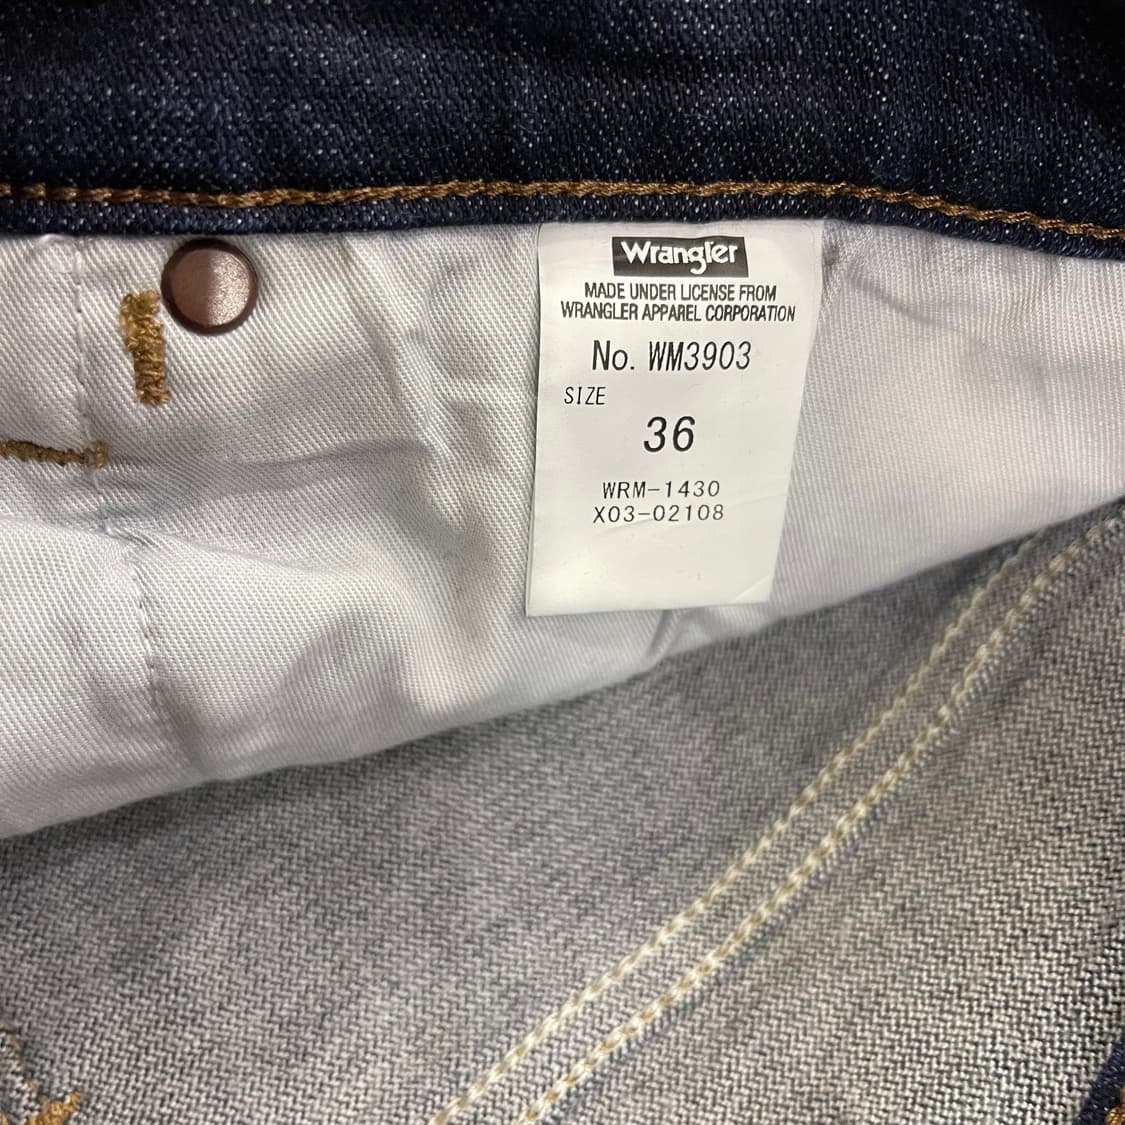 Wrangler
MADE UNDER LICENSE FROM
WRANGLER APPAREL CORPORATION
No. WM3903
SIZE
36
WRM-1430
X03-02108